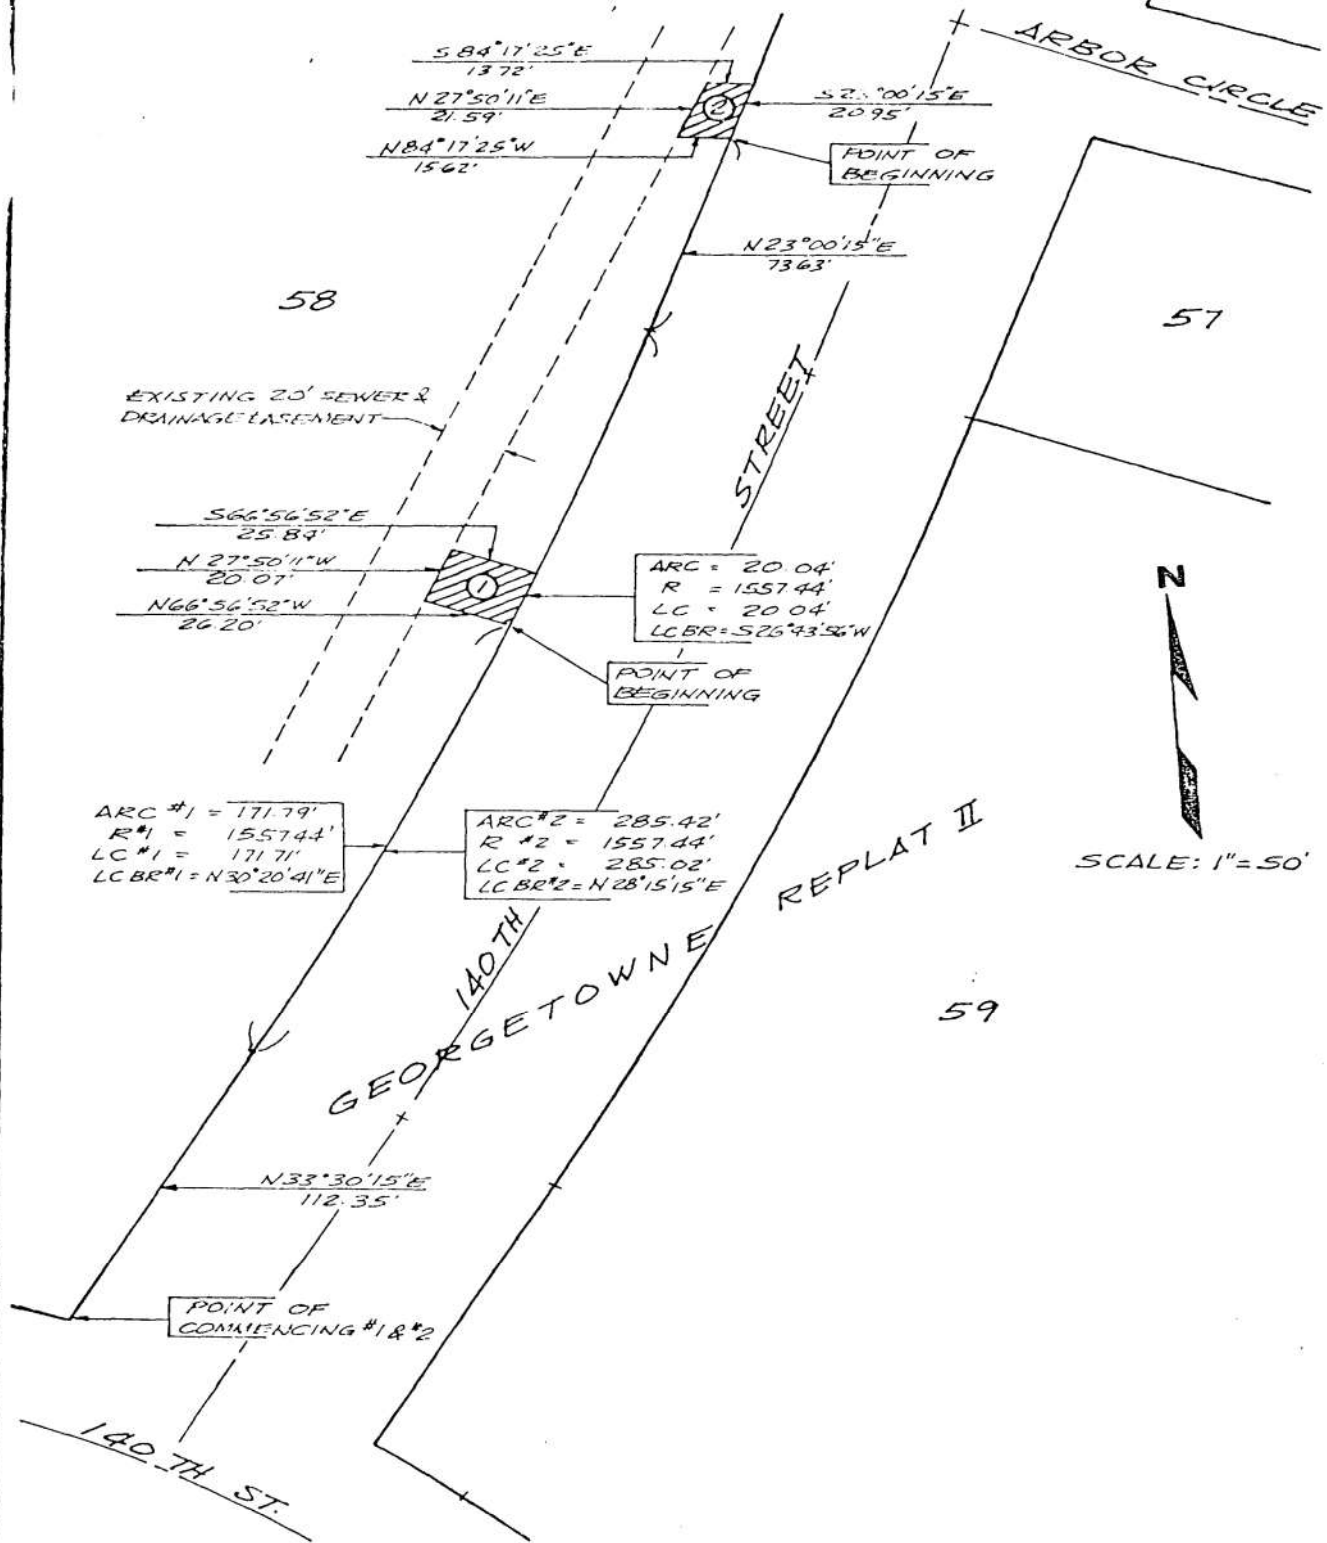 ARBOR CIRCLE
S 84°17'25"E
13.72'
N 27°50'11"E
21.59'
N84°17'25"W
15.62'
2
20.95'
POINT OF
BEGINNING
N23°00'15"E
73.63'
58
57
EXISTING 20' SEWER &
DRAINAGE EASEMENT
STREET
S66°56'52"E
25.84'
N 27°50'11"W
20.07'
N66°56'52"W
26.20'
1
ARC = 20.04'
R = 1557.44'
LC = 20.04'
LC BR = S26°43'56"W
POINT OF
BEGINNING
N
SCALE: 1"=50'
ARC #1 = 171.79'
R #1 = 1557.44'
LC #1 = 171.71'
LC BR#1 = N30°20'41"E
ARC #2 = 285.42'
R #2 = 1557.44'
LC #2 = 285.02'
LC BR#2 = N28°15'15"E
140 TH
GEORGETOWNE REPLAT II
59
N33°30'15"E
112.35'
POINT OF
COMMENCING #1 & #2
140 TH ST.